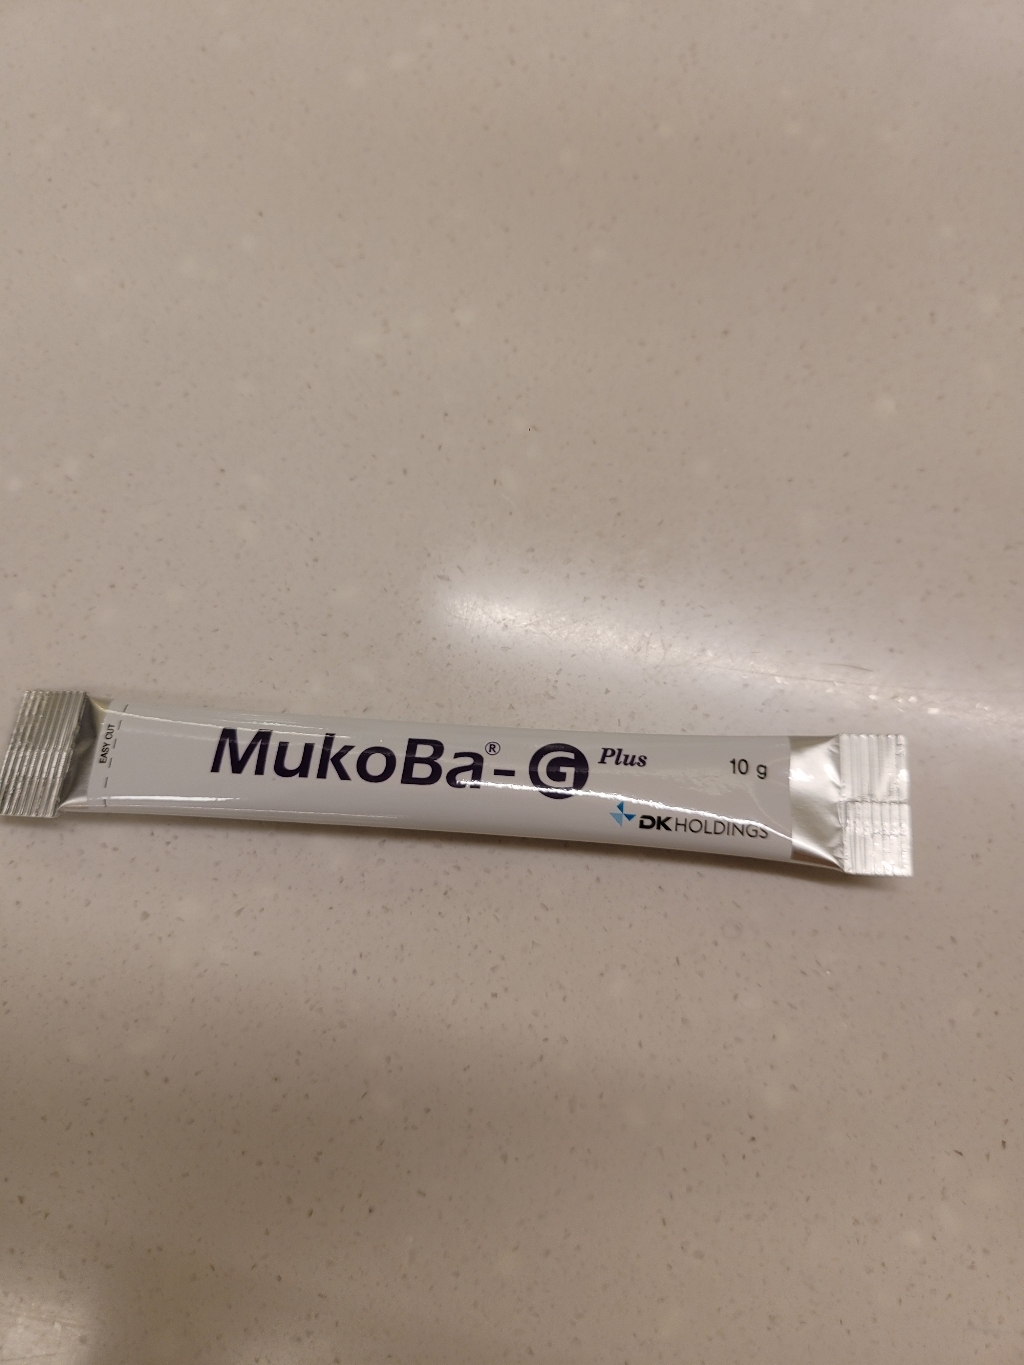 EASY CUT
MukoBa®-G Plus
10 g
DK HOLDINGS